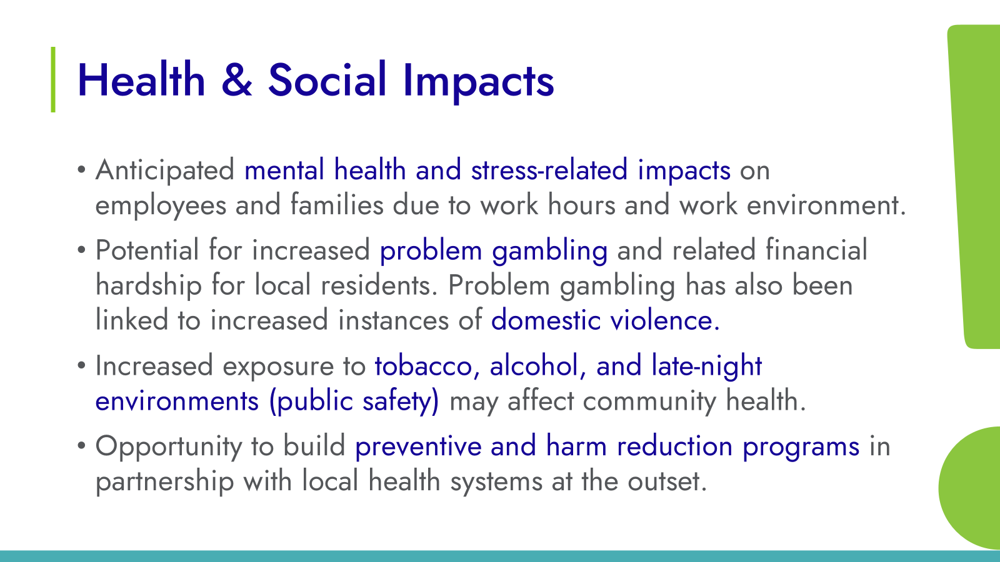 Health & Social Impacts
• Anticipated mental health and stress-related impacts on
employees and families due to work hours and work environment.
• Potential for increased problem gambling and related financial
hardship for local residents. Problem gambling has also been
linked to increased instances of domestic violence.
• Increased exposure to tobacco, alcohol, and late-night
environments (public safety) may affect community health.
• Opportunity to build preventive and harm reduction programs in
partnership with local health systems at the outset.